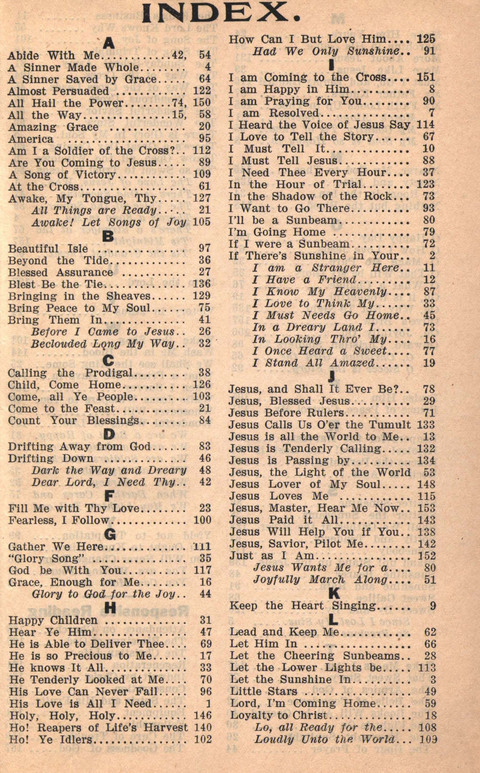 INDEX.
A
Abide With Me..........42, 54
A Sinner Made Whole........ 4
A Sinner Saved by Grace..... 64
Almost Persuaded .......... 122
All Hail the Power.......74, 150
All the Way............15, 58
Amazing Grace ............ 20
America .................. 95
Am I a Soldier of the Cross?.. 112
Are You Coming to Jesus.... 89
A Song of Victory.......... 109
At the Cross............... 61
Awake, My Tongue, Thy..... 127
All Things are Ready..... 21
Awake! Let Songs of Joy 105
B
Beautiful Isle ............. 97
Beyond the Tide........... 36
Blessed Assurance ......... 27
Blest Be the Tie........... 136
Bringing in the Sheaves..... 129
Bring Peace to My Soul..... 75
Bring Them In............. 41
Before I Came to Jesus.. 26
Beclouded Long My Way.. 32
C
Calling the Prodigal........ 38
Child, Come Home.......... 126
Come, all Ye People........ 103
Come to the Feast.......... 21
Count Your Blessings....... 84
D
Drifting Away from God..... 83
Drifting Down ............ 46
Dark the Way and Dreary 48
Dear Lord, I Need Thy.. 42
F
Fill Me with Thy Love....... 23
Fearless, I Follow.......... 100
G
Gather We Here............ 111
"Glory Song" ............. 35
God be With You........... 117
Grace, Enough for Me....... 16
Glory to God for the Joy.. 44
H
Happy Children ........... 31
Hear Ye Him.............. 47
He is Able to Deliver Thee... 69
He is so Precious to Me...... 17
He knows It All............ 33
He Tenderly Looked at Me... 70
His Love Can Never Fail.... 96
His Love is All I Need...... 1
Holy, Holy, Holy........... 146
Ho! Reapers of Life's Harvest 140
Ho! Ye Idlers.............. 102
How Can I But Love Him.... 125
Had We Only Sunshine.. 91
I
I am Coming to the Cross.... 151
I am Happy in Him......... 8
I am Praying for You....... 90
I am Resolved............. 7
I Heard the Voice of Jesus Say 114
I Love to Tell the Story...... 67
I Must Tell It.............. 10
I Must Tell Jesus........... 88
I Need Thee Every Hour.... 37
In the Hour of Trial......... 123
In the Shadow of the Rock... 73
I Want to Go There......... 93
I'll be a Sunbeam........... 80
I'm Going Home ........... 79
If I were a Sunbeam........ 72
If There's Sunshine in Your.. 2
I am a Stranger Here.. 11
I Have a Friend........ 12
I Know My Heavenly... 87
I Love to Think My.... 33
I Must Needs Go Home.. 45
In a Dreary Land I..... 73
In Looking Thro' My.... 16
I Once Heard a Sweet.... 77
I Stand All Amazed..... 19
J
Jesus, and Shall It Ever Be?.. 78
Jesus, Blessed Jesus........ 29
Jesus Before Rulers......... 71
Jesus Calls Us O'er the Tumult 133
Jesus is all the World to Me.. 13
Jesus is Tenderly Calling..... 132
Jesus is Passing by......... 134
Jesus, the Light of the World 53
Jesus Lover of My Soul...... 148
Jesus Loves Me ........... 115
Jesus, Master, Hear Me Now.. 153
Jesus Paid it All........... 143
Jesus Will Help You if You.. 138
Jesus, Savior, Pilot Me...... 142
Just as I Am.............. 152
Jesus Wants Me for a.... 80
Joyfully March Along.... 51
K
Keep the Heart Singing...... 9
L
Lead and Keep Me.......... 62
Let Him In ............... 66
Let the Cheering Sunbeams.. 28
Let the Lower Lights be..... 113
Let the Sunshine In......... 3
Little Stars ............... 49
Lord, I'm Coming Home..... 59
Loyalty to Christ........... 18
Lo, all Ready for the..... 108
Loudly Unto the World... 109